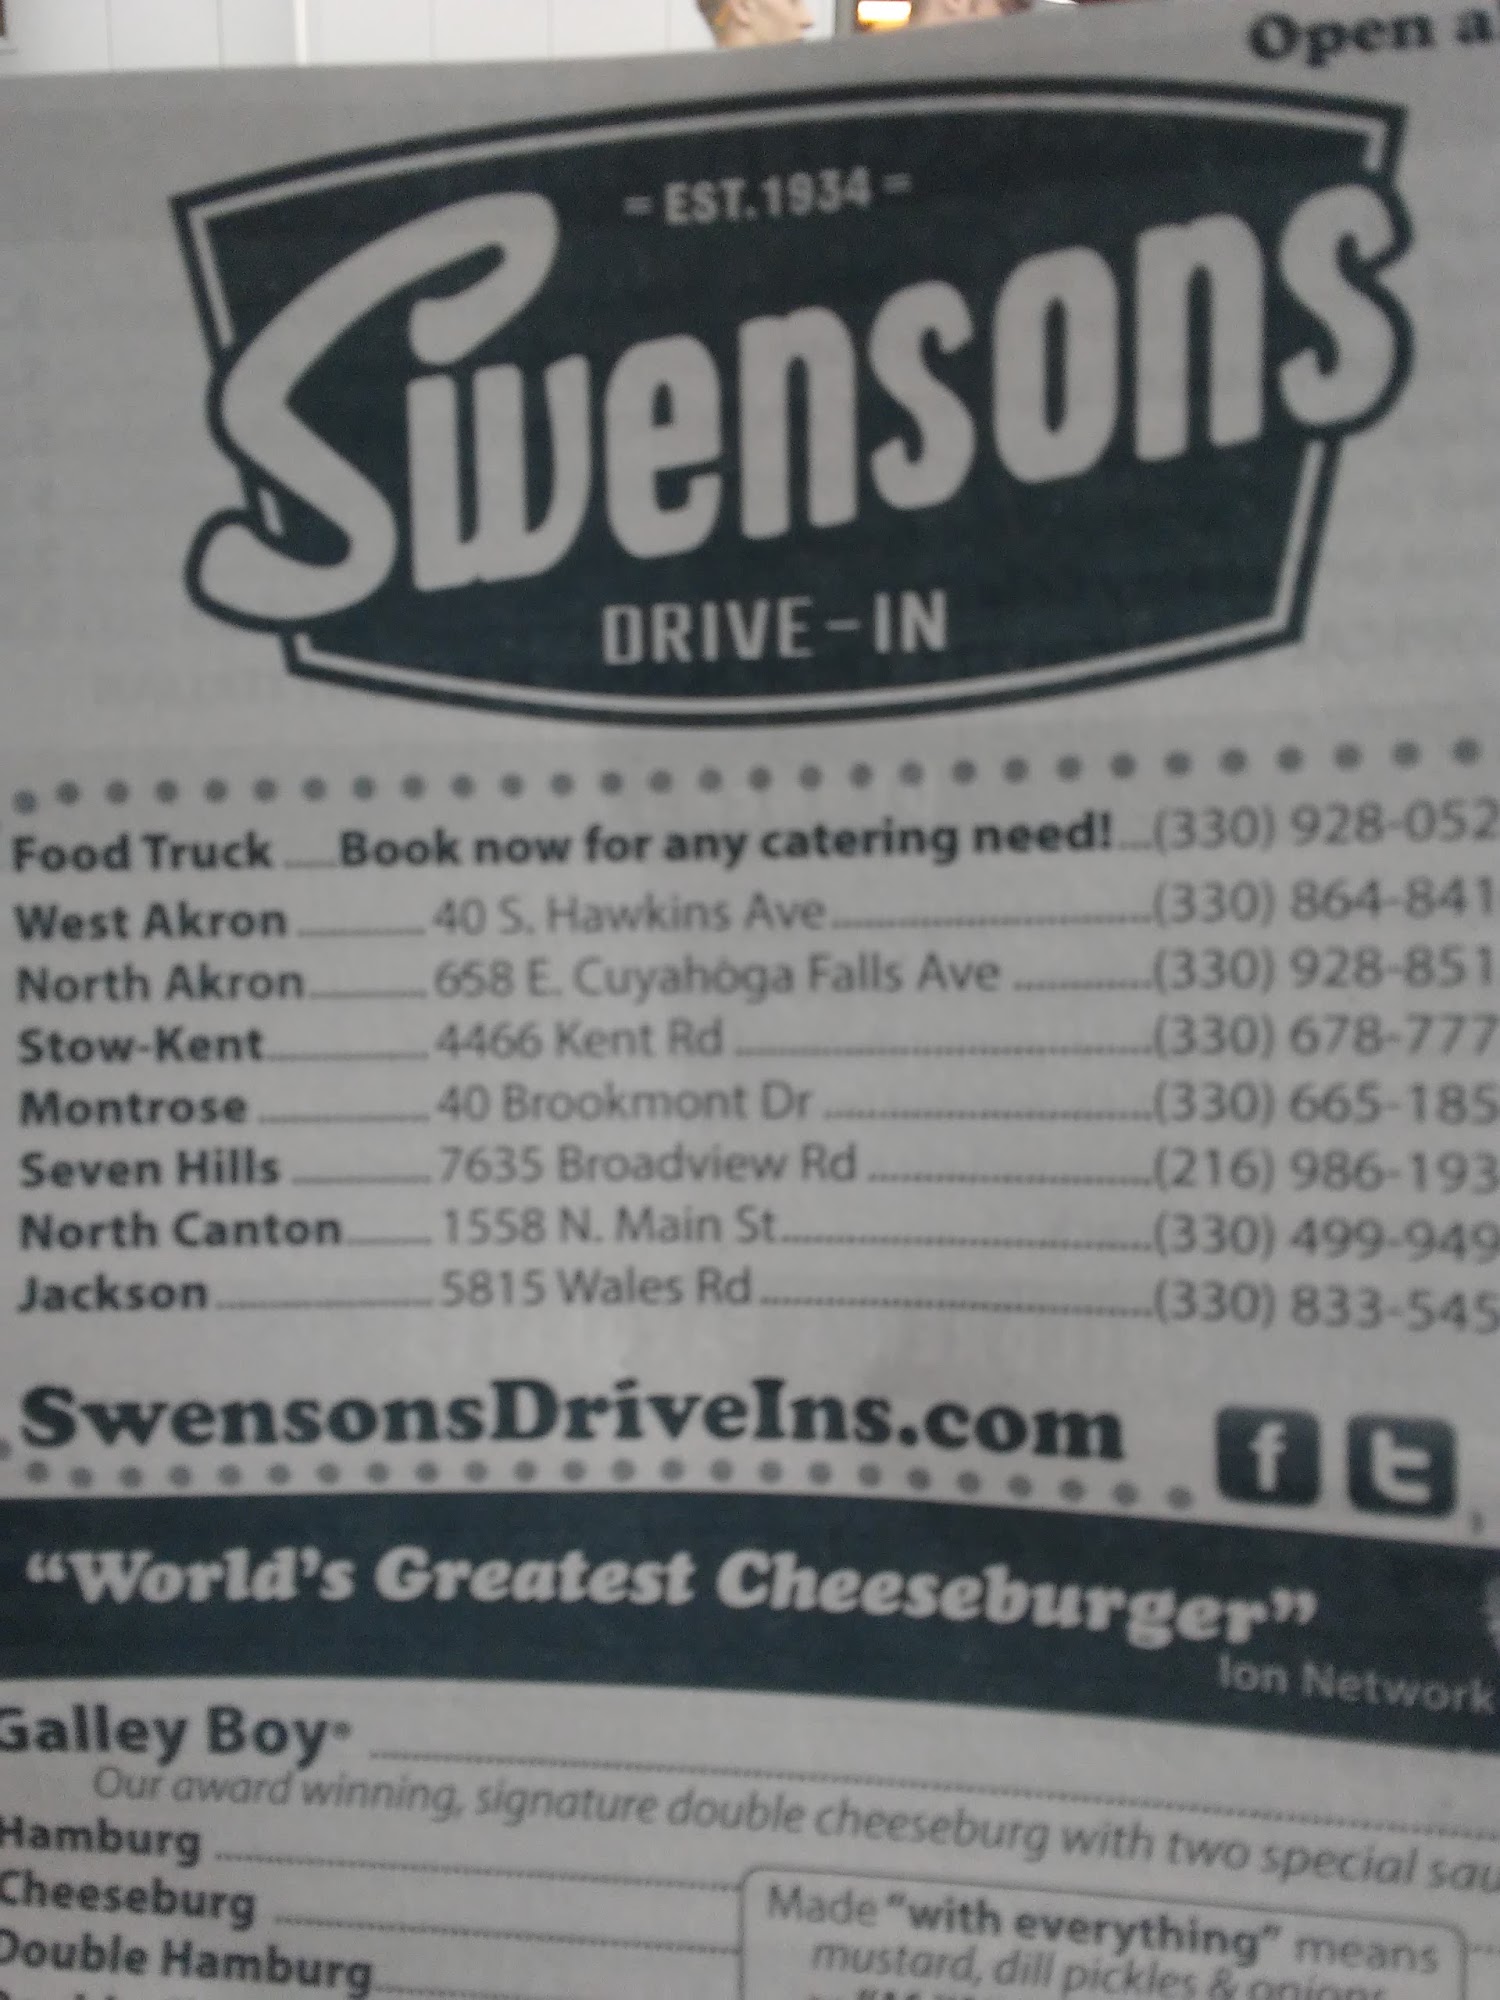 Open a
= EST.1934 =
Swensons
DRIVE-IN
Food Truck Book now for any catering need! (330) 928-052
West Akron 40 S. Hawkins Ave (330) 864-841
North Akron 658 E. Cuyahoga Falls Ave (330) 928-851
Stow-Kent 4466 Kent Rd (330) 678-777
Montrose 40 Brookmont Dr (330) 665-185
Seven Hills 7635 Broadview Rd (216) 986-193
North Canton 1558 N. Main St (330) 499-949
Jackson 5815 Wales Rd (330) 833-545
SwensonsDriveIns.com f t
“World's Greatest Cheeseburger”
Ion Network
Galley Boy®
Our award winning, signature double cheeseburg with two special sau
Hamburg
Cheeseburg
Double Hamburg
Made “with everything” means
mustard, dill pickles & onions